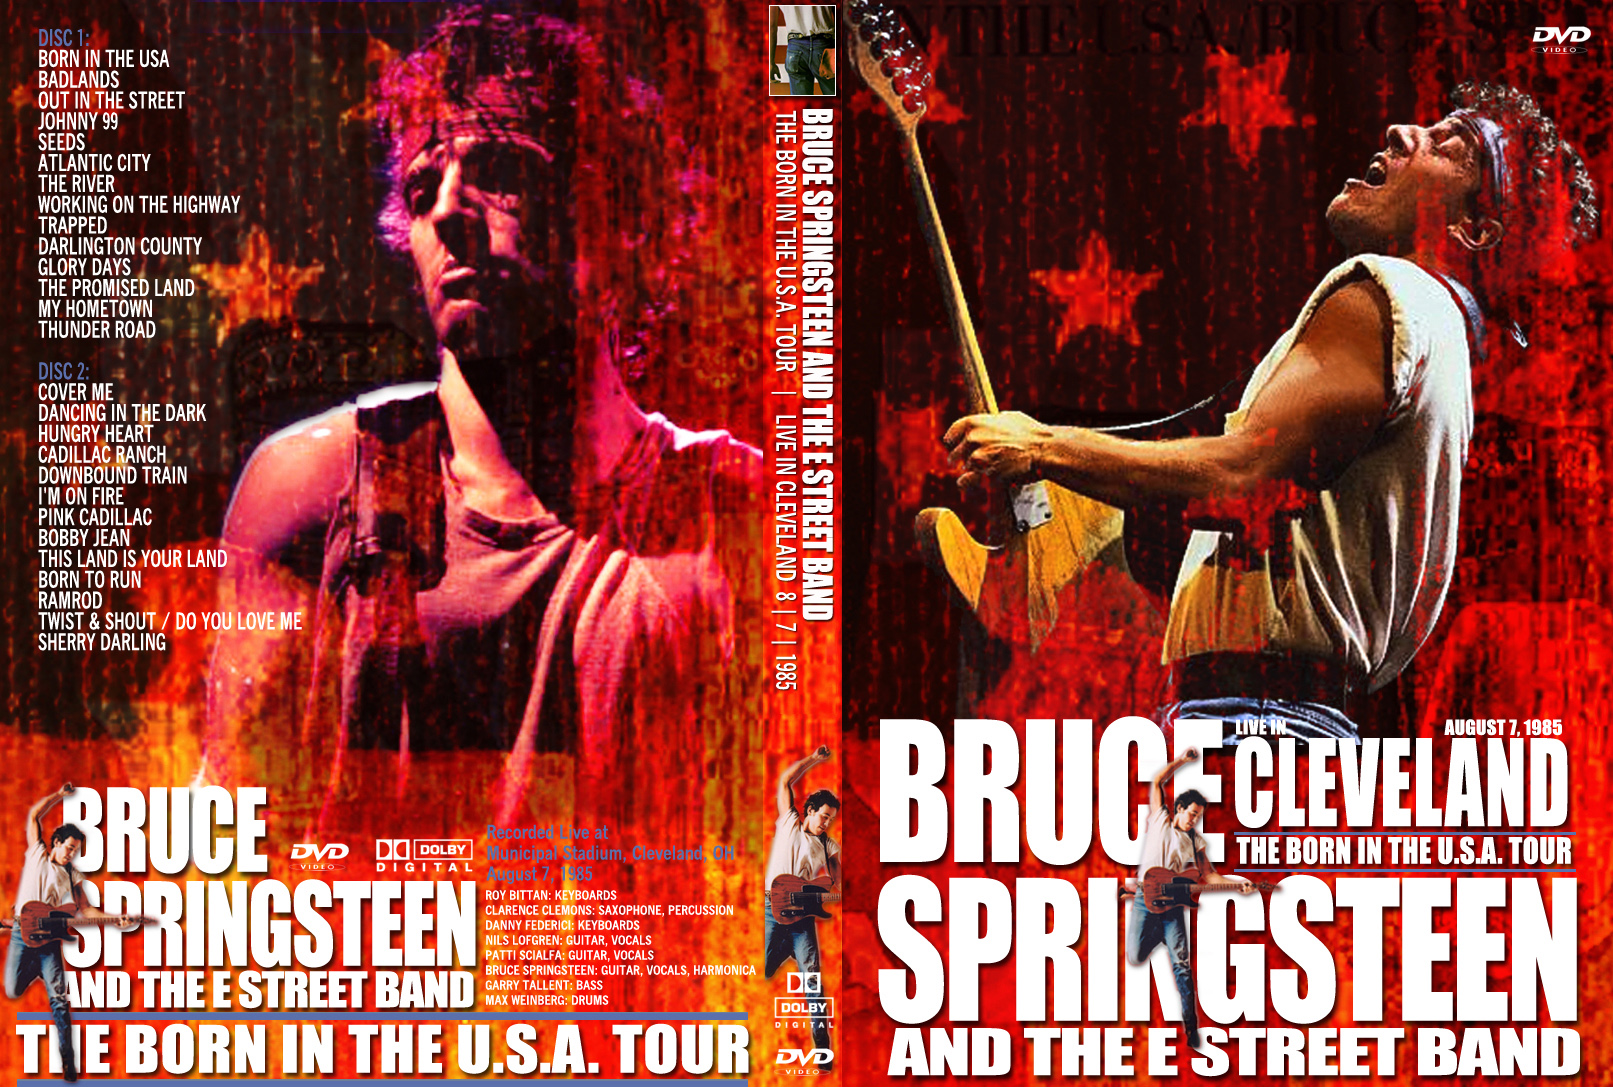 DISC 1:
BORN IN THE USA
BADLANDS
OUT IN THE STREET
JOHNNY 99
SEEDS
ATLANTIC CITY
THE RIVER
WORKING ON THE HIGHWAY
TRAPPED
DARLINGTON COUNTY
GLORY DAYS
THE PROMISED LAND
MY HOMETOWN
THUNDER ROAD
DISC 2:
COVER ME
DANCING IN THE DARK
HUNGRY HEART
CADILLAC RANCH
DOWNBOUND TRAIN
I'M ON FIRE
PINK CADILLAC
BOBBY JEAN
THIS LAND IS YOUR LAND
BORN TO RUN
RAMROD
TWIST & SHOUT / DO YOU LOVE ME
SHERRY DARLING
BRUCE
SPRINGSTEEN
AND THE E STREET BAND
THE BORN IN THE U.S.A. TOUR
DVD
VIDEO
DOLBY
DIGITAL
Recorded Live at
Municipal Stadium, Cleveland, OH
August 7, 1985
ROY BITTAN: KEYBOARDS
CLARENCE CLEMONS: SAXOPHONE, PERCUSSION
DANNY FEDERICI: KEYBOARDS
NILS LOFGREN: GUITAR, VOCALS
PATTI SCIALFA: GUITAR, VOCALS
BRUCE SPRINGSTEEN: GUITAR, VOCALS, HARMONICA
GARRY TALLENT: BASS
MAX WEINBERG: DRUMS
BRUCE SPRINGSTEEN AND THE E STREET BAND
THE BORN IN THE U.S.A. TOUR | LIVE IN CLEVELAND 8 | 7 | 1985
DOLBY
DIGITAL
DVD
VIDEO
N THE U.S.A./BRUCE S
DVD
VIDEO
BRUCE
LIVE IN
AUGUST 7, 1985
CLEVELAND
THE BORN IN THE U.S.A. TOUR
SPRINGSTEEN
AND THE E STREET BAND